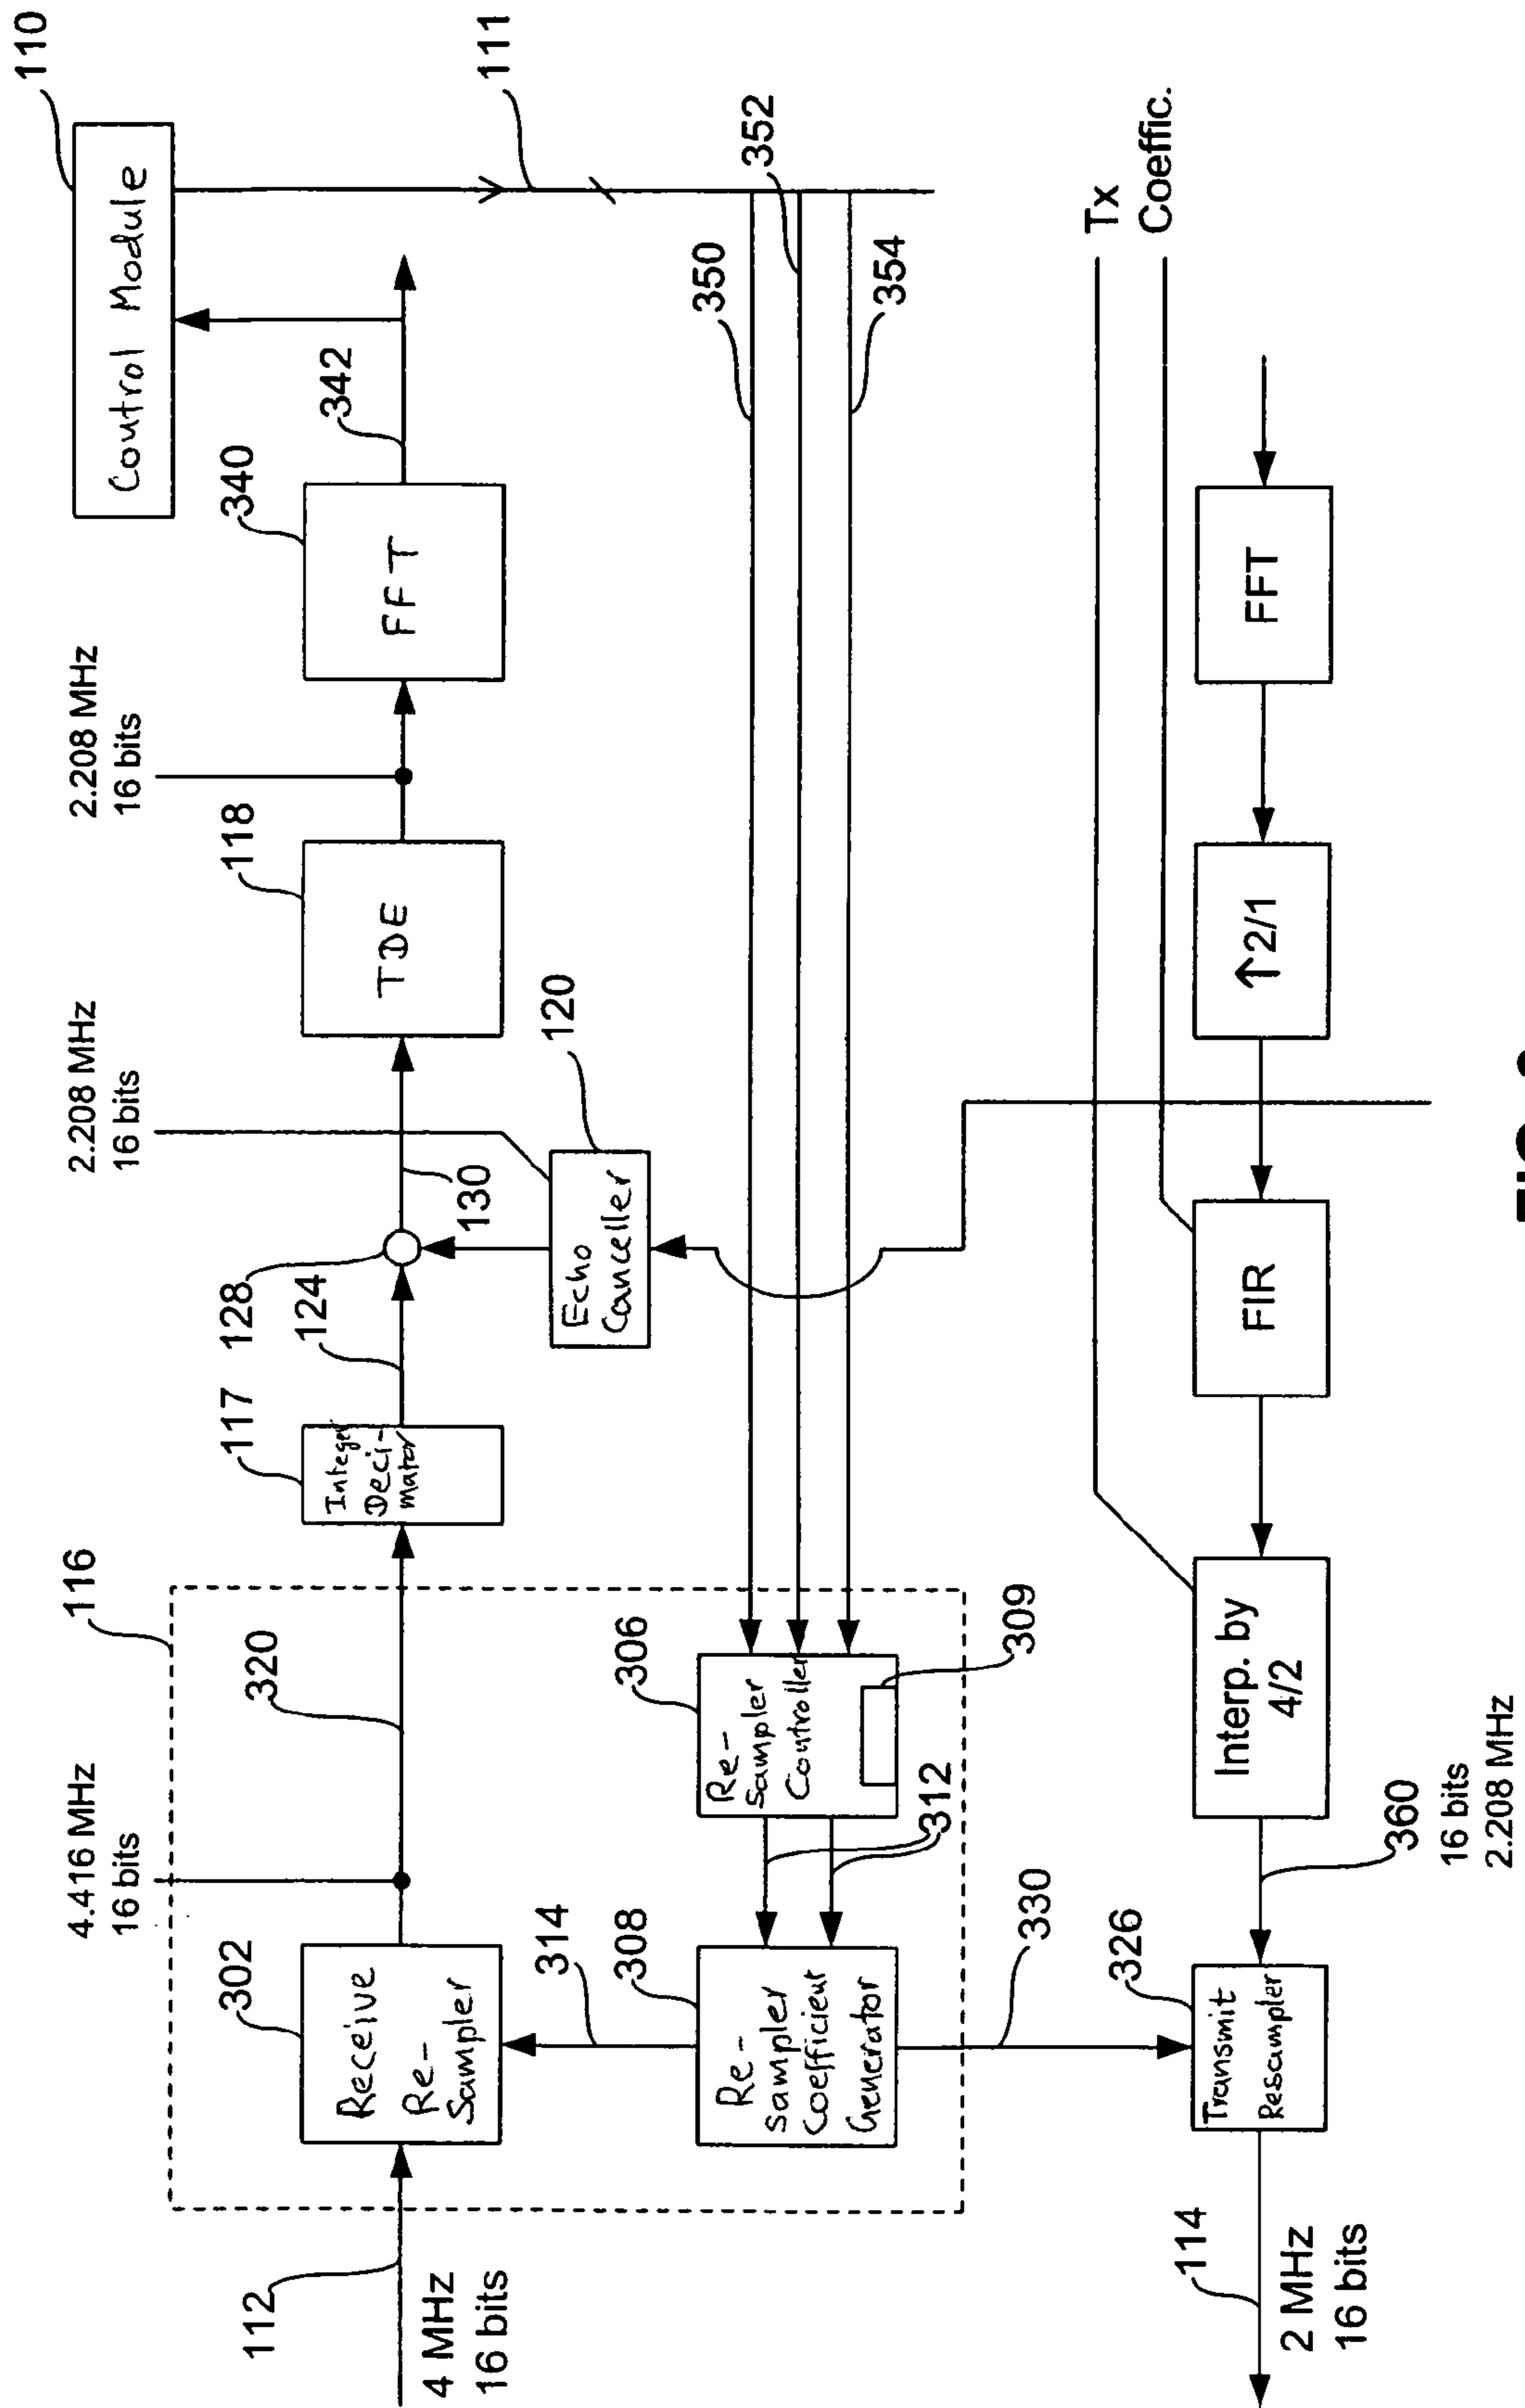 110
Control Module
111
342
340
FFT
2.208 MHz
16 bits
118
TDE
2.208 MHz
16 bits
120
Echo
Canceller
130
128
124
117
Integer
Deci-
mator
116
320
4.416 MHz
16 bits
302
Receive
Re-
Sampler
112
4 MHz
16 bits
350
352
354
306
Re-
sampler
Controller
309
312
314
308
Re-
sampler
Coefficient
Generator
330
Tx
Coeffic.
FFT
↑2/1
FIR
Interp. by
4/2
360
16 bits
2.208 MHz
326
Transmit
Resampler
114
2 MHz
16 bits